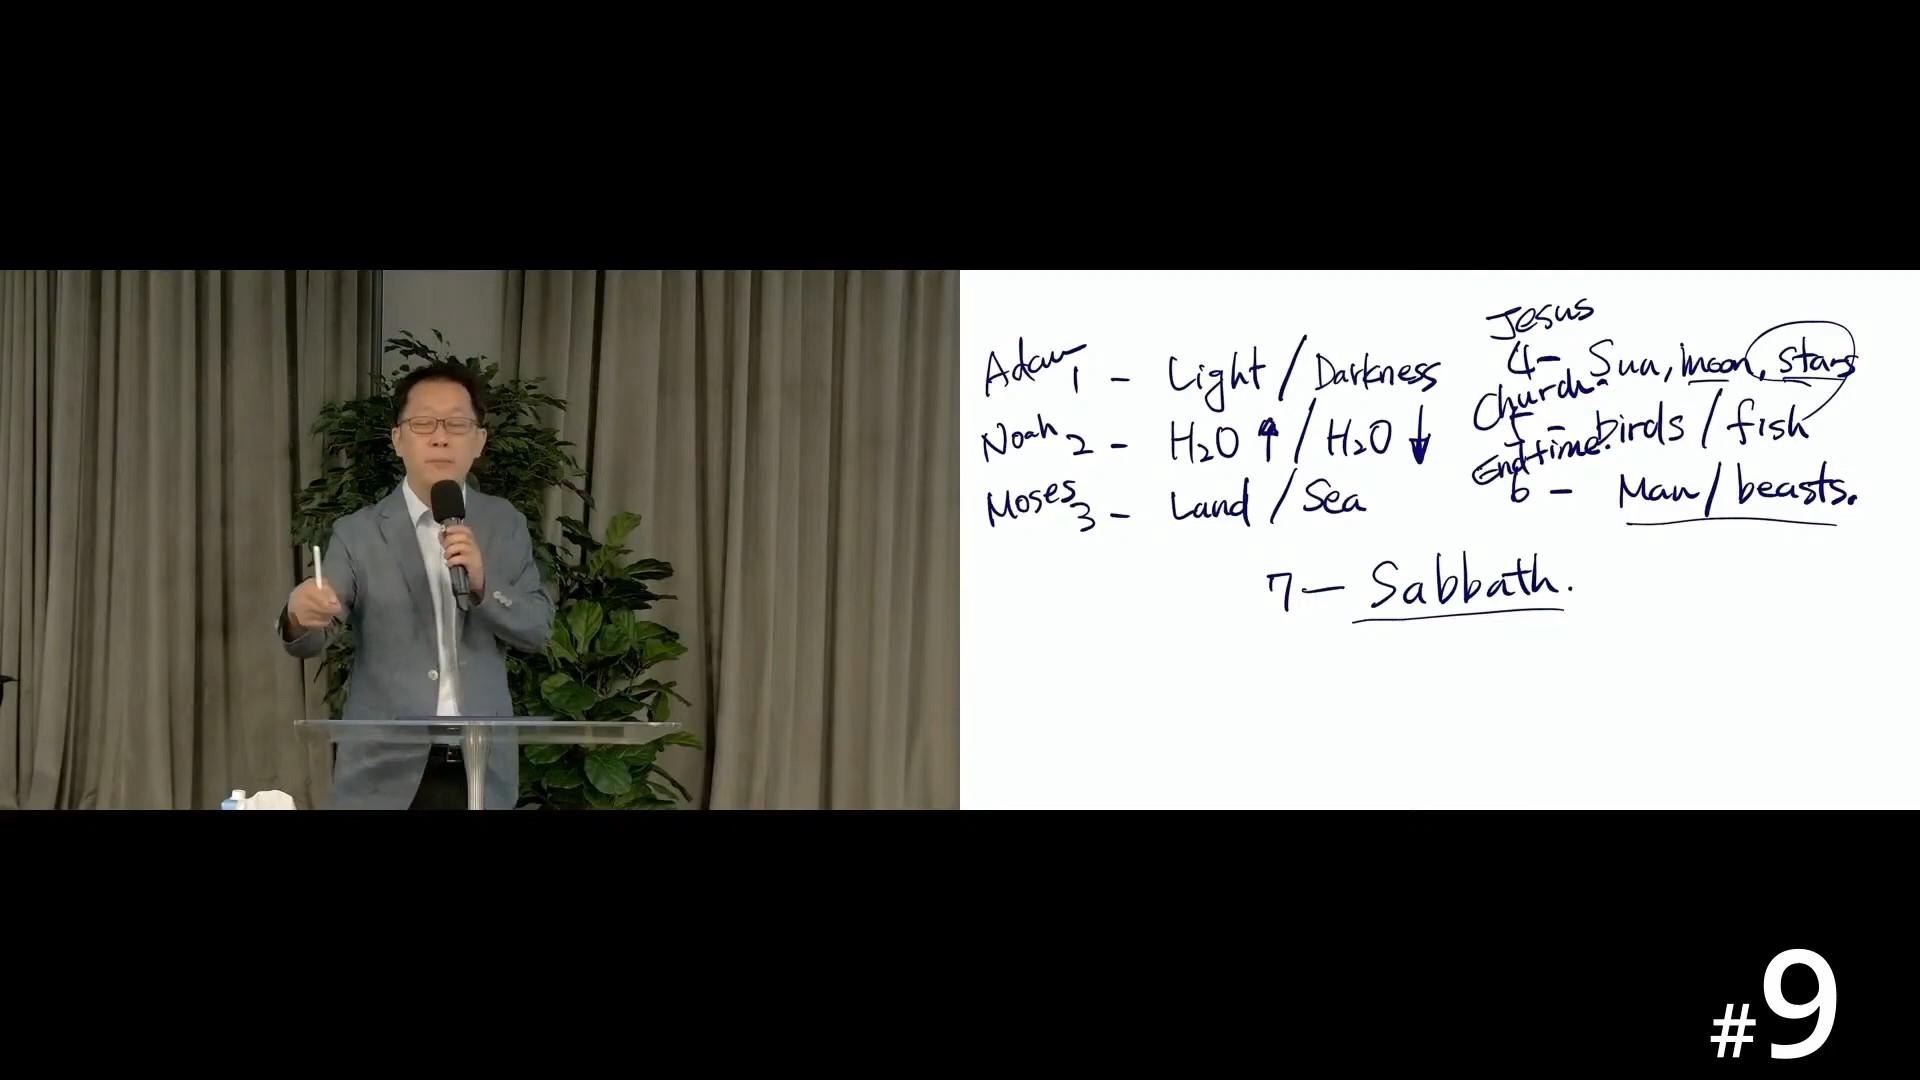 Adam 1 - Light / Darkness
Noah 2 - H₂O ↑ / H₂O ↓
Moses 3 - Land / Sea
Jesus
4 - Sun, moon, stars
Church.
5 - birds / fish
Endtime.
6 - Man / beasts.
7 - Sabbath.
#9